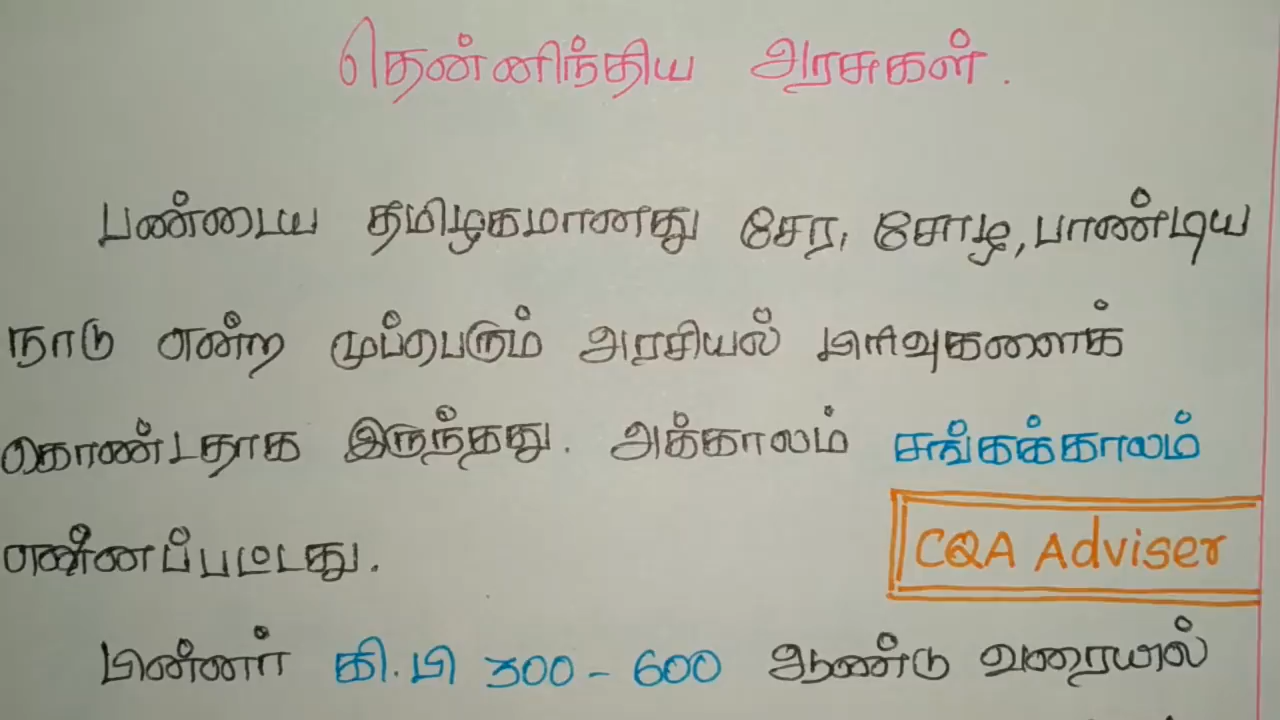 தென்னிந்திய அரசுகள்.
பண்டைய தமிழகமானது சேர, சோழ, பாண்டிய
நாடு என்ற முப்பெரும் அரசியல் பிரிவுகளைக்
கொண்டதாக இருந்தது. அக்காலம் சங்கக்காலம்
எனப்பட்டது.
CQA Adviser
பின்னர் கி.பி 300 - 600 ஆண்டு வரையில்